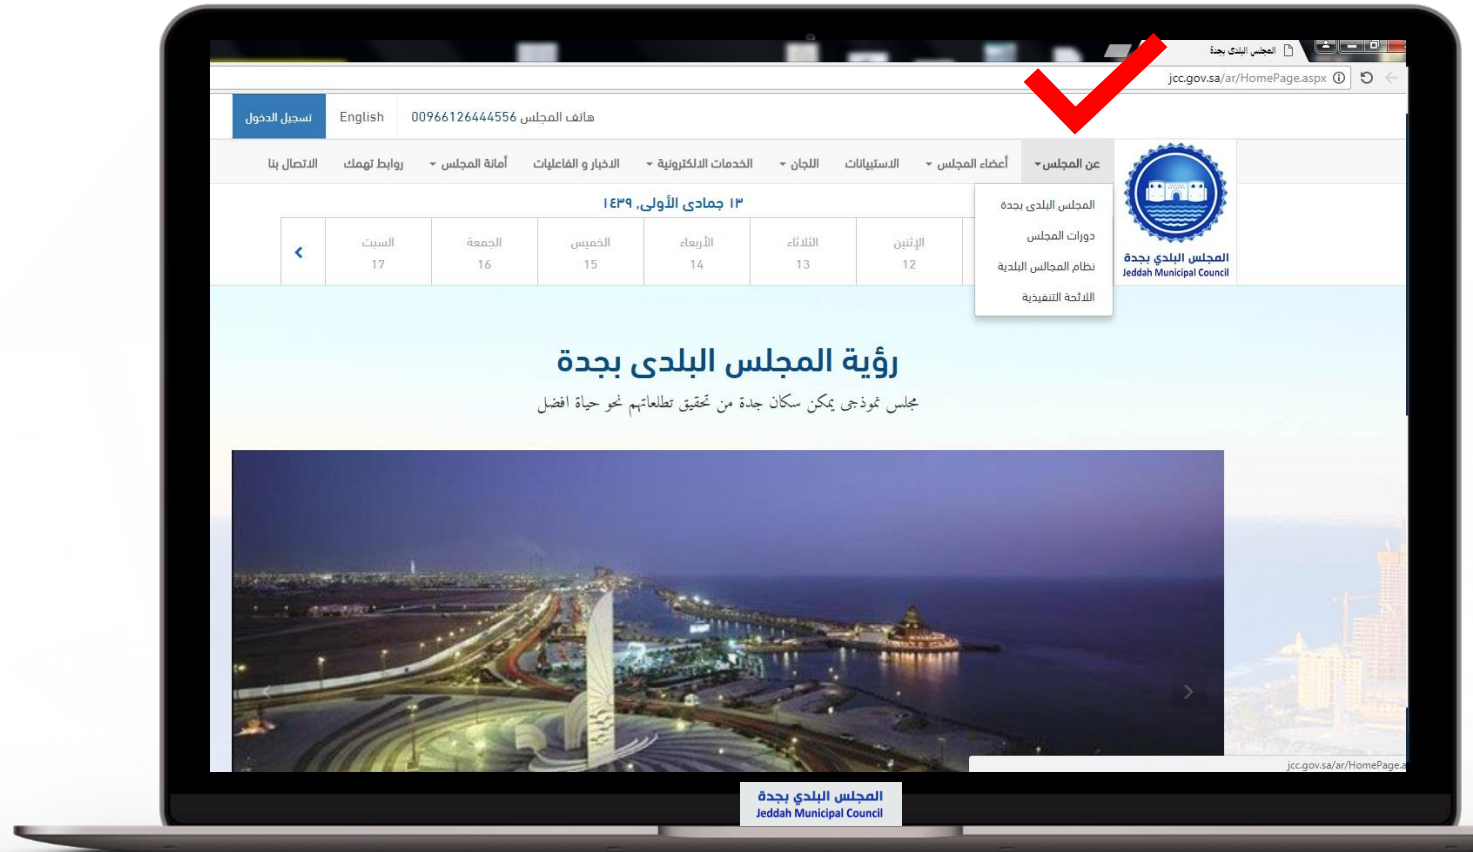 المجلس البلدى بجدة
jcc.gov.sa/ar/HomePage.aspx
هاتف المجلس 00966126444556
English
تسجيل الدخول
عن المجلس
أعضاء المجلس
الاستبيانات
اللجان
الخدمات الالكترونية
الاخبار و الفاعليات
أمانة المجلس
روابط تهمك
الاتصال بنا
المجلس البلدى بجدة
دورات المجلس
نظام المجالس البلدية
اللائحة التنفيذية
المجلس البلدي بجدة
Jeddah Municipal Council
١٣ جمادى الأولى, ١٤٣٩
الإثنين
12
الثلاثاء
13
الأربعاء
14
الخميس
15
الجمعة
16
السبت
17
رؤية المجلس البلدى بجدة
مجلس نموذجى يمكن سكان جدة من تحقيق تطلعاتهم نحو حياة افضل
jcc.gov.sa/ar/HomePage.a
المجلس البلدي بجدة
Jeddah Municipal Council